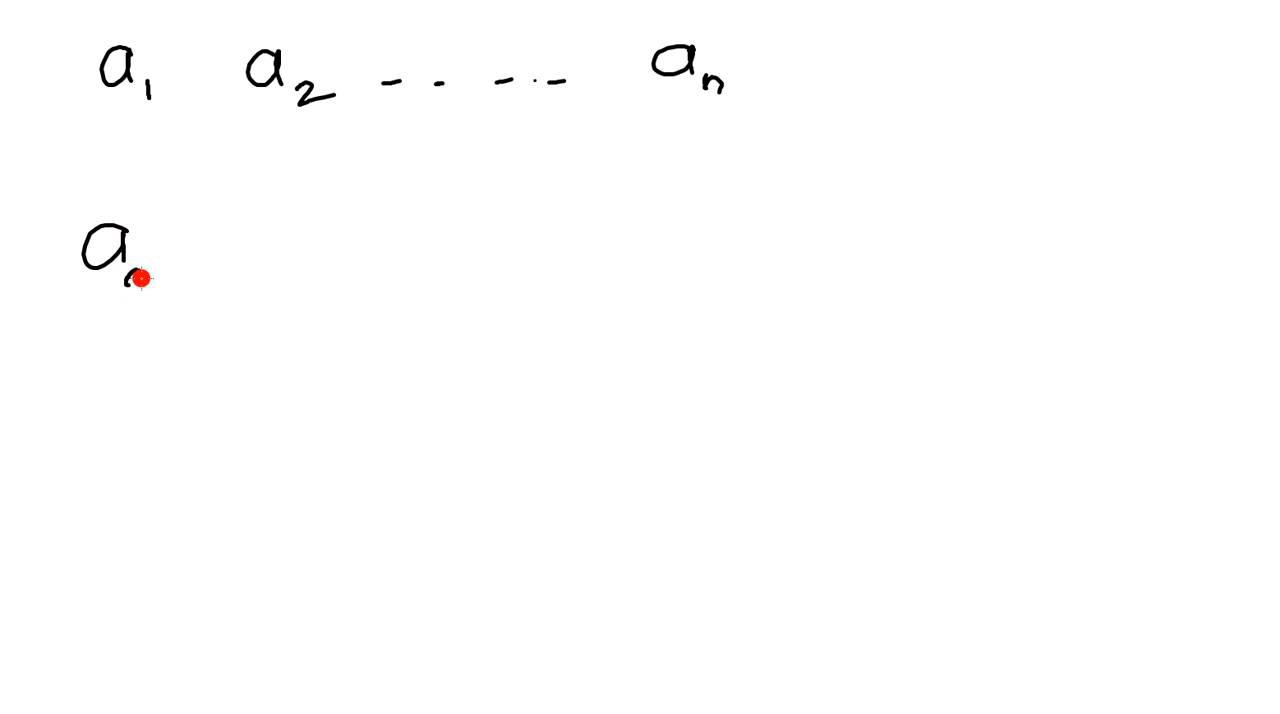 a₁ a₂ - - - · - aₙ
a